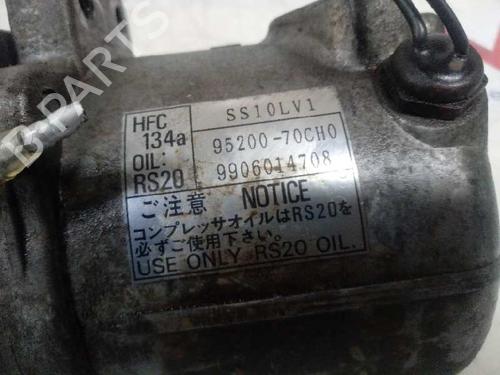 B PARTS
HFC 134a
OIL: RS20
SS10LV1
95200-70CH0
9906014708
ご注意 NOTICE
コンプレッサオイルはRS20を
必ずご使用下さい。
USE ONLY RS20 OIL.